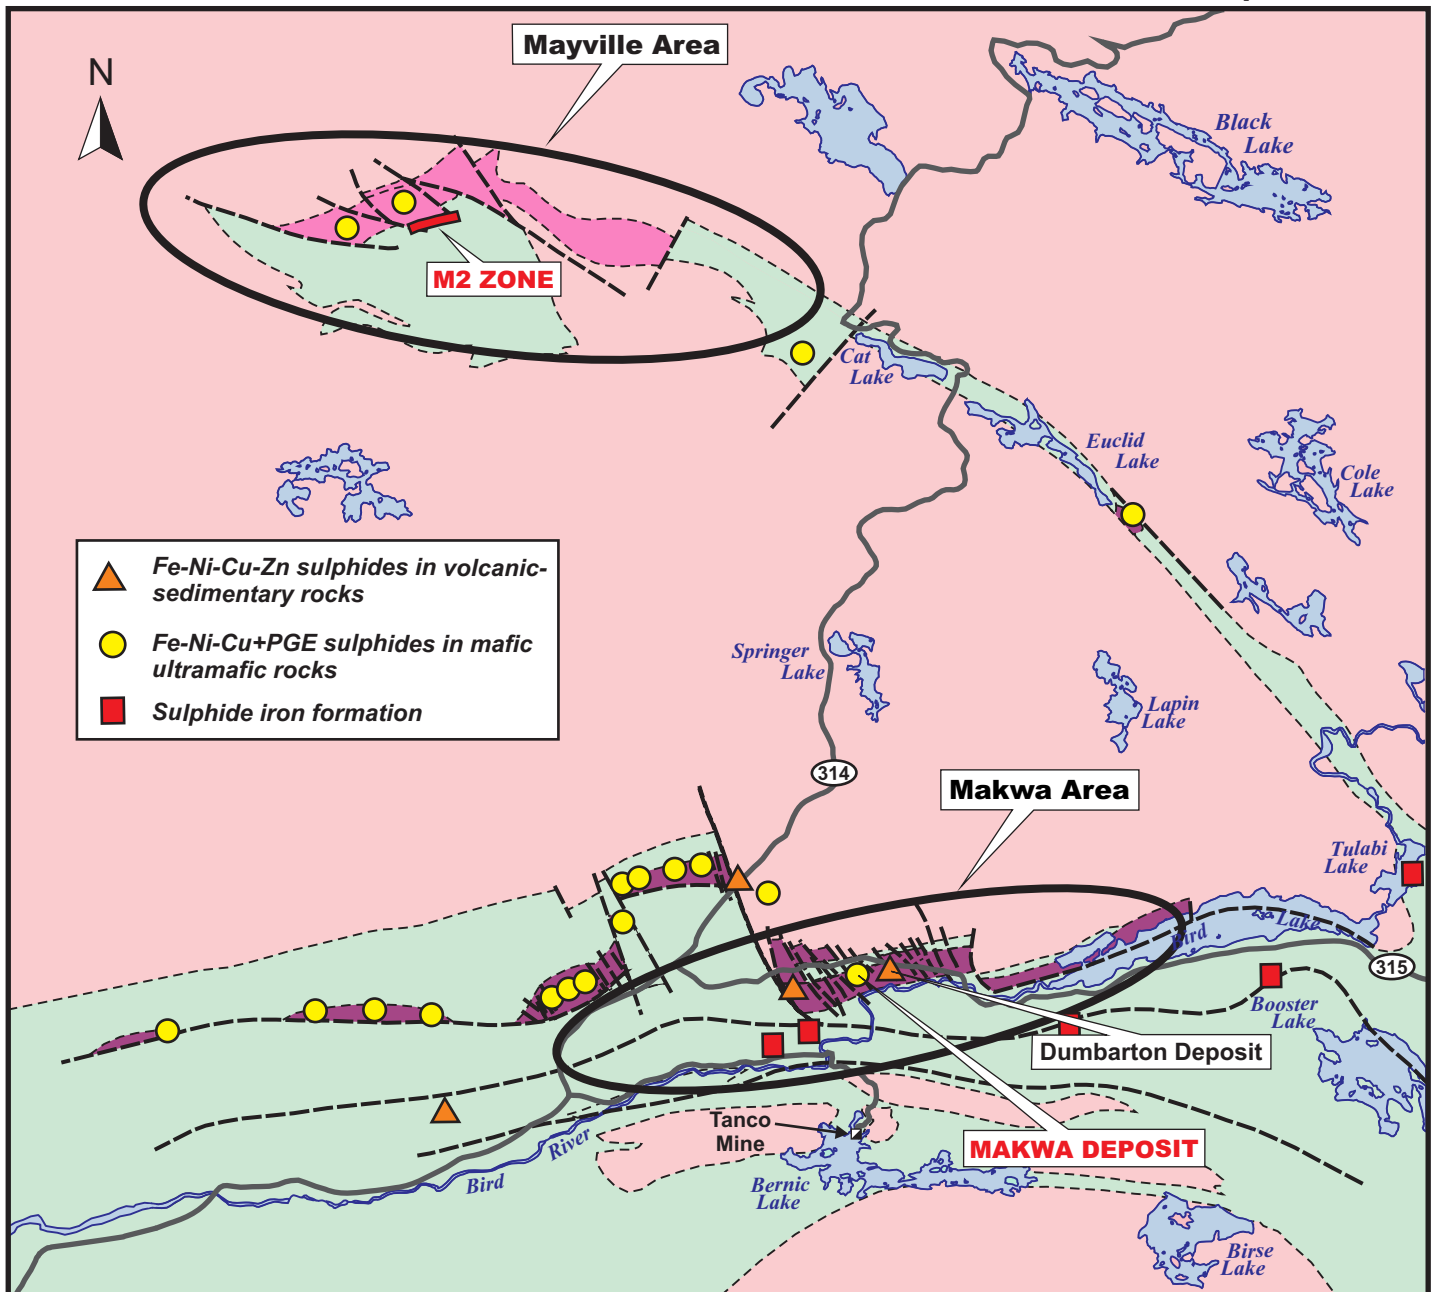 Mayville Area
N
Black
Lake
M2 ZONE
Cat
Lake
Euclid
Lake
Cole
Lake
Fe-Ni-Cu-Zn sulphides in volcanic-
sedimentary rocks
Fe-Ni-Cu+PGE sulphides in mafic
ultramafic rocks
Sulphide iron formation
Springer
Lake
Lapin
Lake
314
Makwa Area
Tulabi
Lake
Bird Lake
315
Booster
Lake
Dumbarton Deposit
Tanco
Mine
MAKWA DEPOSIT
River
Bird
Bernic
Lake
Birse
Lake